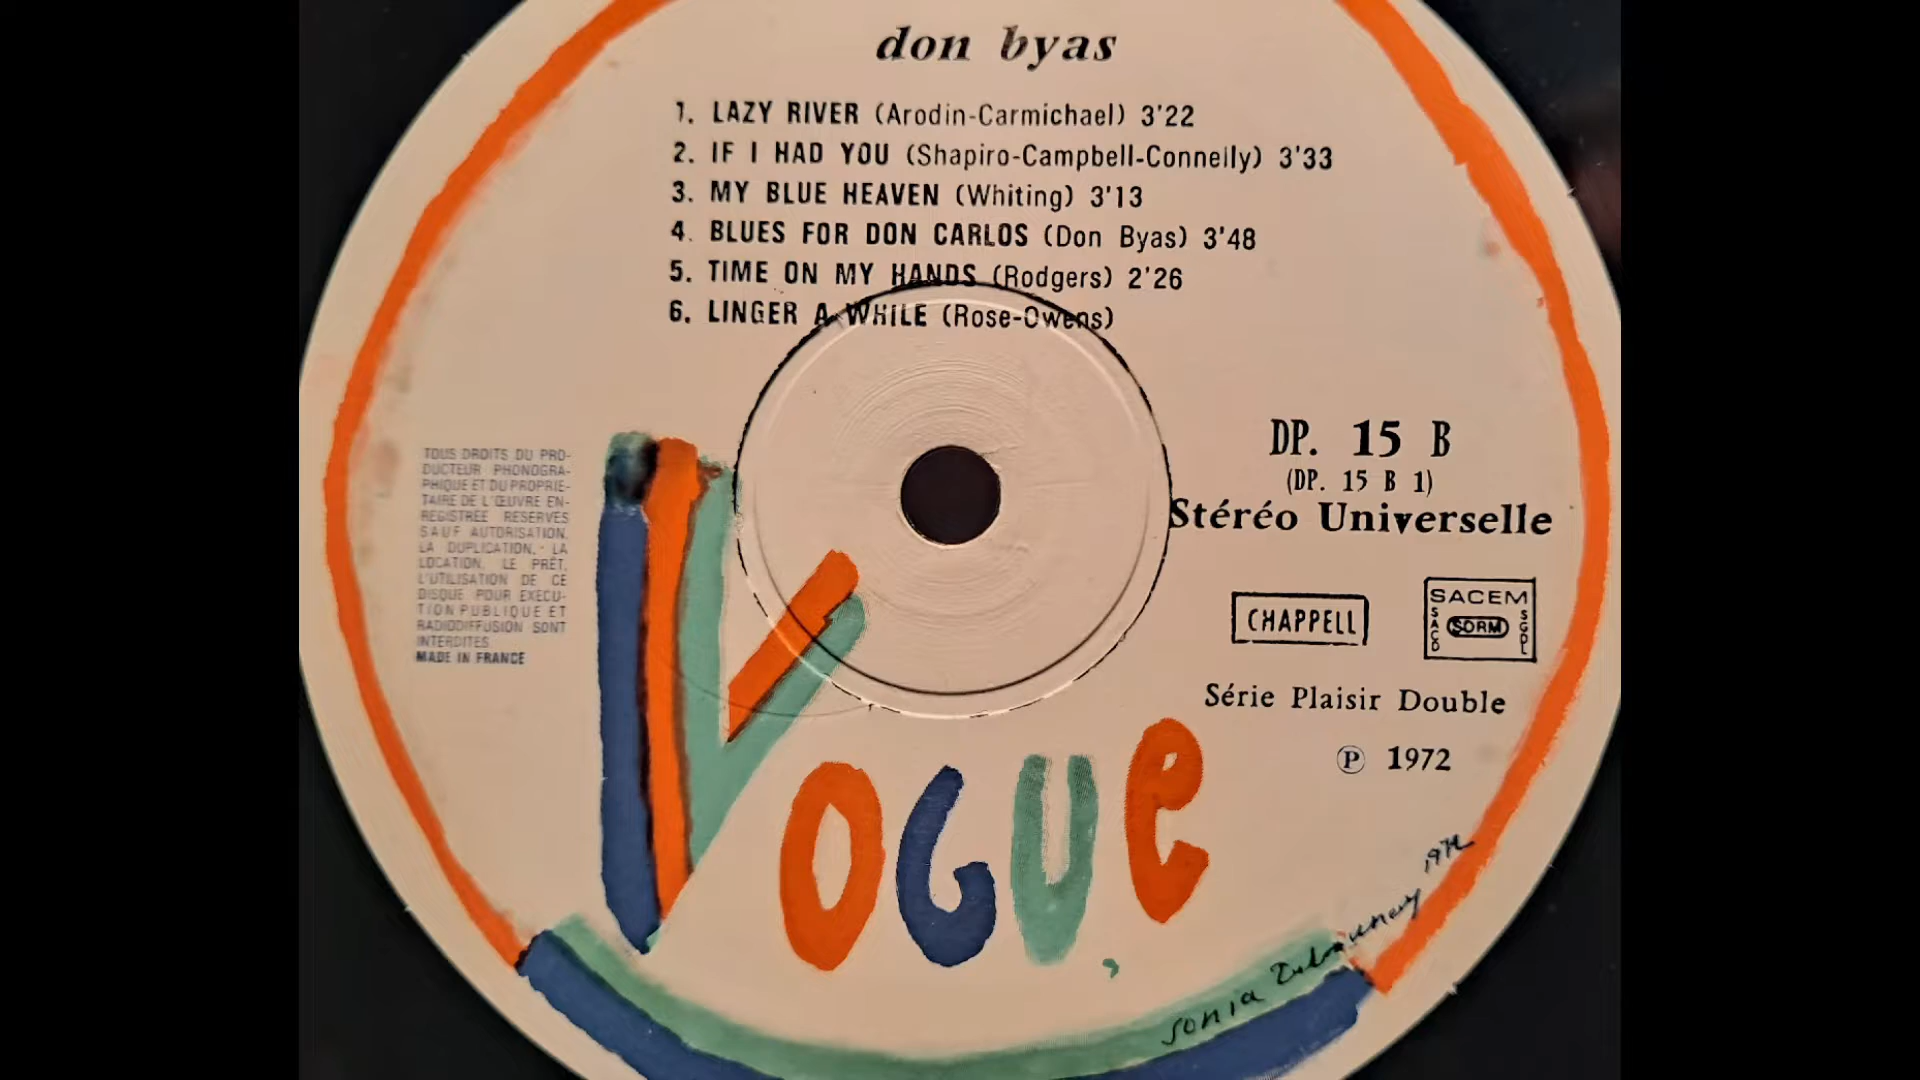 don byas
1. LAZY RIVER (Arodin-Carmichael) 3'22
2. IF I HAD YOU (Shapiro-Campbell-Connelly) 3'33
3. MY BLUE HEAVEN (Whiting) 3'13
4. BLUES FOR DON CARLOS (Don Byas) 3'48
5. TIME ON MY HANDS (Rodgers) 2'26
6. LINGER A WHILE (Rose-Owens)
DP. 15 B
(DP. 15 B 1)
Stéréo Universelle
TOUS DROITS DU PRO-
DUCTEUR PHONOGRA-
PHIQUE ET DU PROPRIE-
TAIRE DE L'ŒUVRE EN-
REGISTRÉE RESERVES
SAUF AUTORISATION,
LA DUPLICATION, LA
LOCATION, LE PRÊT,
L'UTILISATION DE CE
DISQUE POUR EXECU-
TION PUBLIQUE ET
RADIODIFFUSION SONT
INTERDITES
MADE IN FRANCE
CHAPPELL
SACEM
SACD
SDRM
SGDL
Série Plaisir Double
Ⓟ 1972
VOGUE
sonia Delaunay 1972